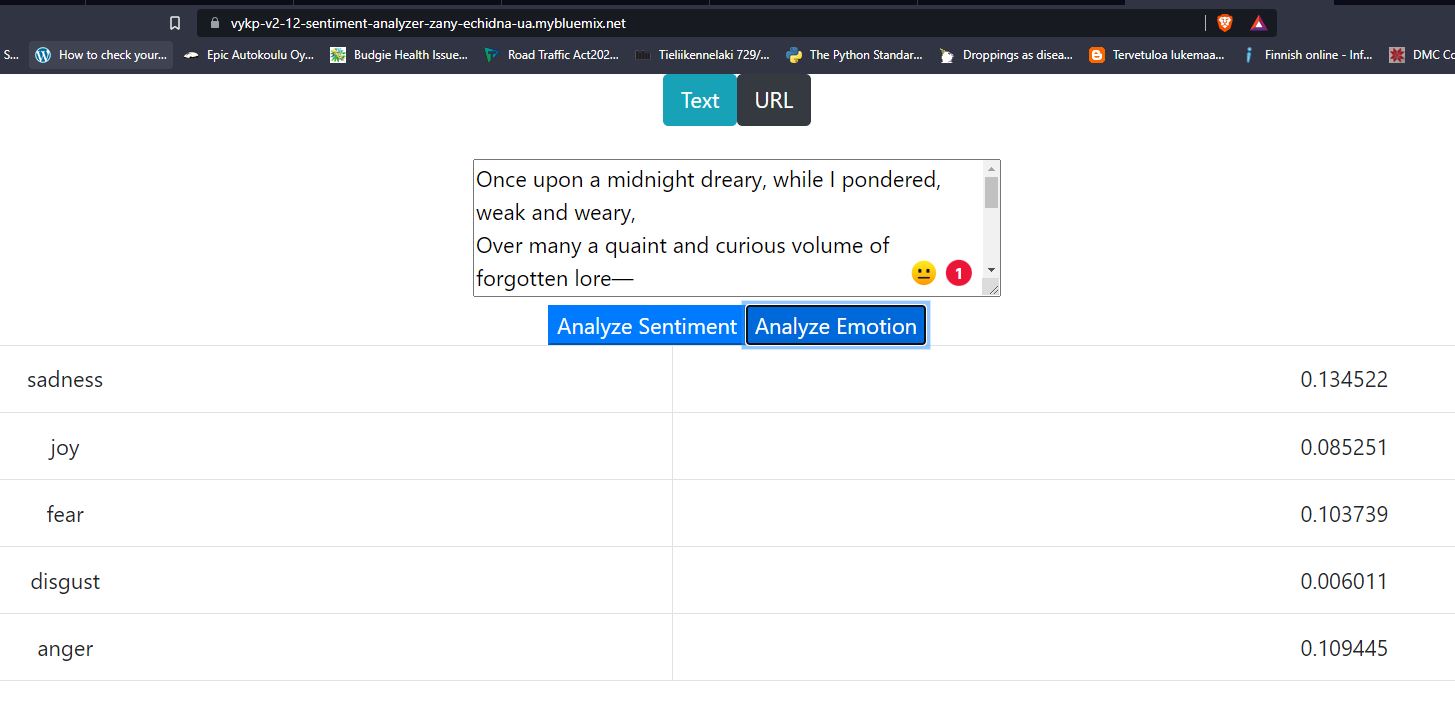 vykp-v2-12-sentiment-analyzer-zany-echidna-ua.mybluemix.net
S... How to check your... Epic Autokoulu Oy... Budgie Health Issue... Road Traffic Act202... Tieliikennelaki 729/... The Python Standar... Droppings as disea... Tervetuloa lukemaa... Finnish online - Inf... DMC Co
Text URL
Once upon a midnight dreary, while I pondered,
weak and weary,
Over many a quaint and curious volume of
forgotten lore—
1
Analyze Sentiment Analyze Emotion
sadness 0.134522
joy 0.085251
fear 0.103739
disgust 0.006011
anger 0.109445